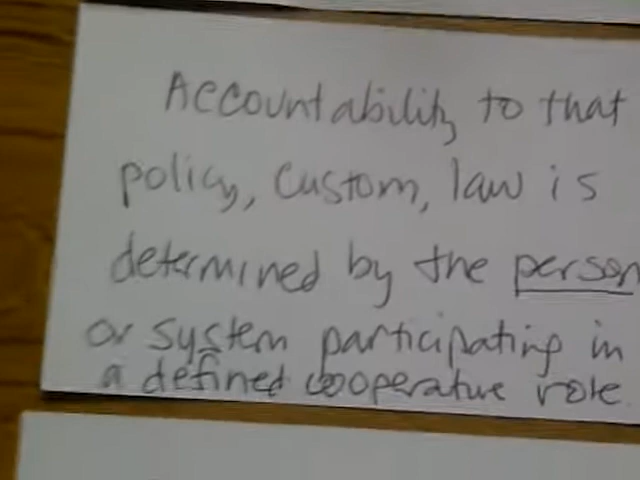 Accountability to that
policy, custom, law is
determined by the person
or system participating in
a defined cooperative role.